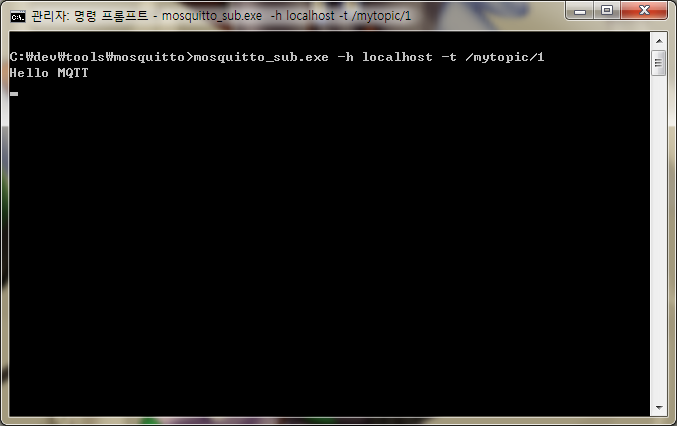 관리자: 명령 프롬프트 - mosquitto_sub.exe  -h localhost -t /mytopic/1
C:₩dev₩tools₩mosquitto>mosquitto_sub.exe -h localhost -t /mytopic/1
Hello MQTT